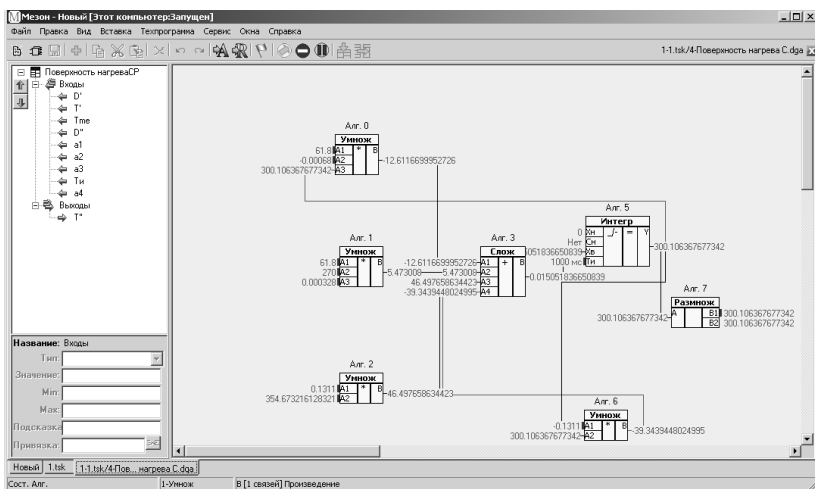 Мезон - Новый [Этот компьютер:Запущен]
Файл Правка Вид Вставка Техпрограмма Сервис Окна Справка
1-1.tsk/4-Поверхность нагрева C.dga
Поверхность нагреваСР
Входы
D'
T'
Tme
D"
a1
a2
a3
Tи
a4
Выходы
T"
Название: Входы
Тип:
Значение:
Min:
Max:
Подсказка
Привязка:
Алг. 0
Умнож
61.8 A1 * B -12.6116699952726
-0.00068 A2
300.106367677342 A3
Алг. 1
Умнож
61.8 A1 * B 5.473008
270 A2
0.000328 A3
Алг. 2
Умнож
0.1311 A1 * B 46.497658634423
354.673216128321 A2
Алг. 3
Слож
-12.6116699952726 A1 + B 0.015051836650839
5.473008 A2
46.497658634423 A3
-39.3439448024995 A4
Алг. 5
Интегр
0 Хн _/- = Y 300.106367677342
Нет Сн
051836650839 Хв
1000 мс Ти
Алг. 7
Размнож
300.106367677342 A B1 300.106367677342
B2 300.106367677342
Алг. 6
Умнож
-0.1311 A1 * B -39.3439448024995
300.106367677342 A2
Новый 1.tsk 1-1.tsk/4-Пов... нагрева C.dga
Сост. Алг. 1-Умнож B [1 связей] Произведение